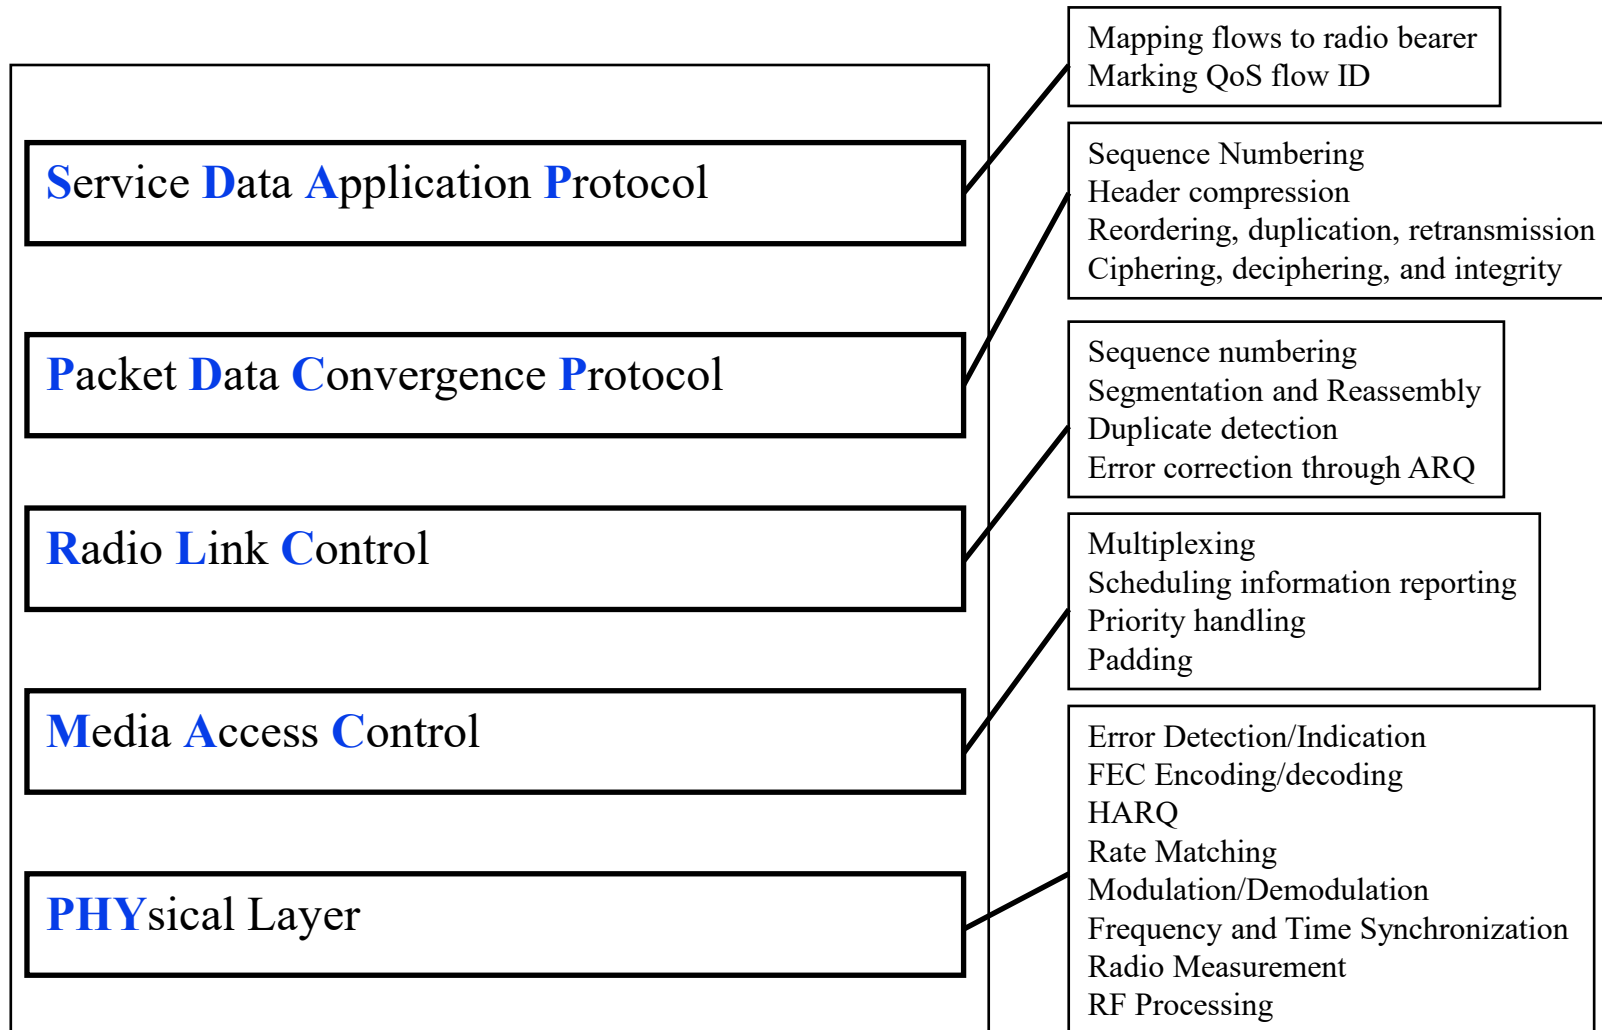 Service Data Application Protocol
Mapping flows to radio bearer
Marking QoS flow ID
Packet Data Convergence Protocol
Sequence Numbering
Header compression
Reordering, duplication, retransmission
Ciphering, deciphering, and integrity
Radio Link Control
Sequence numbering
Segmentation and Reassembly
Duplicate detection
Error correction through ARQ
Media Access Control
Multiplexing
Scheduling information reporting
Priority handling
Padding
PHYsical Layer
Error Detection/Indication
FEC Encoding/decoding
HARQ
Rate Matching
Modulation/Demodulation
Frequency and Time Synchronization
Radio Measurement
RF Processing